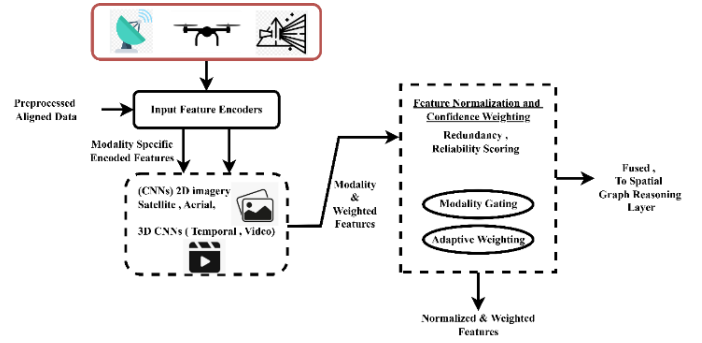 Preprocessed
Aligned Data
Input Feature Encoders
Modality Specific
Encoded Features
(CNNs) 2D imagery
Satellite , Aerial,
3D CNNs ( Temporal , Video)
Modality
&
Weighted
Features
Feature Normalization and
Confidence Weighting
Redundancy ,
Reliability Scoring
Modality Gating
Adaptive Weighting
Fused ,
To Spatial
Graph Reasoning
Layer
Normalized & Weighted
Features